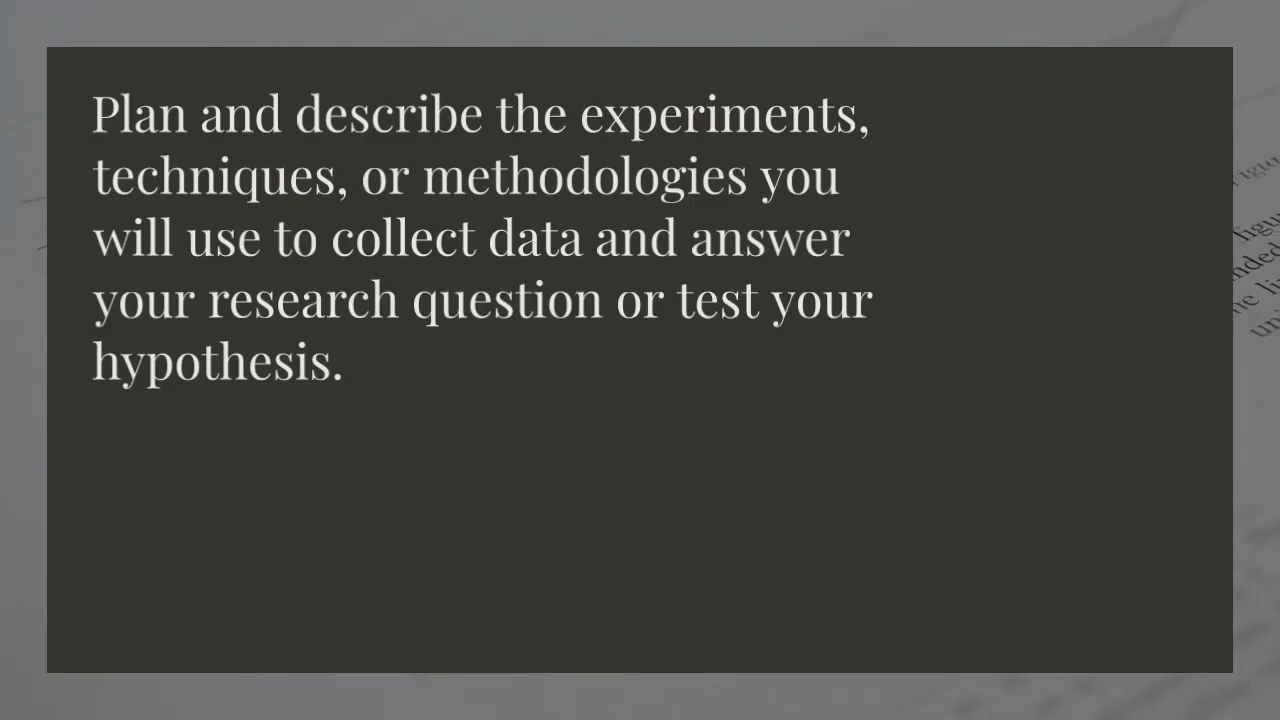 Plan and describe the experiments,
techniques, or methodologies you
will use to collect data and answer
your research question or test your
hypothesis.